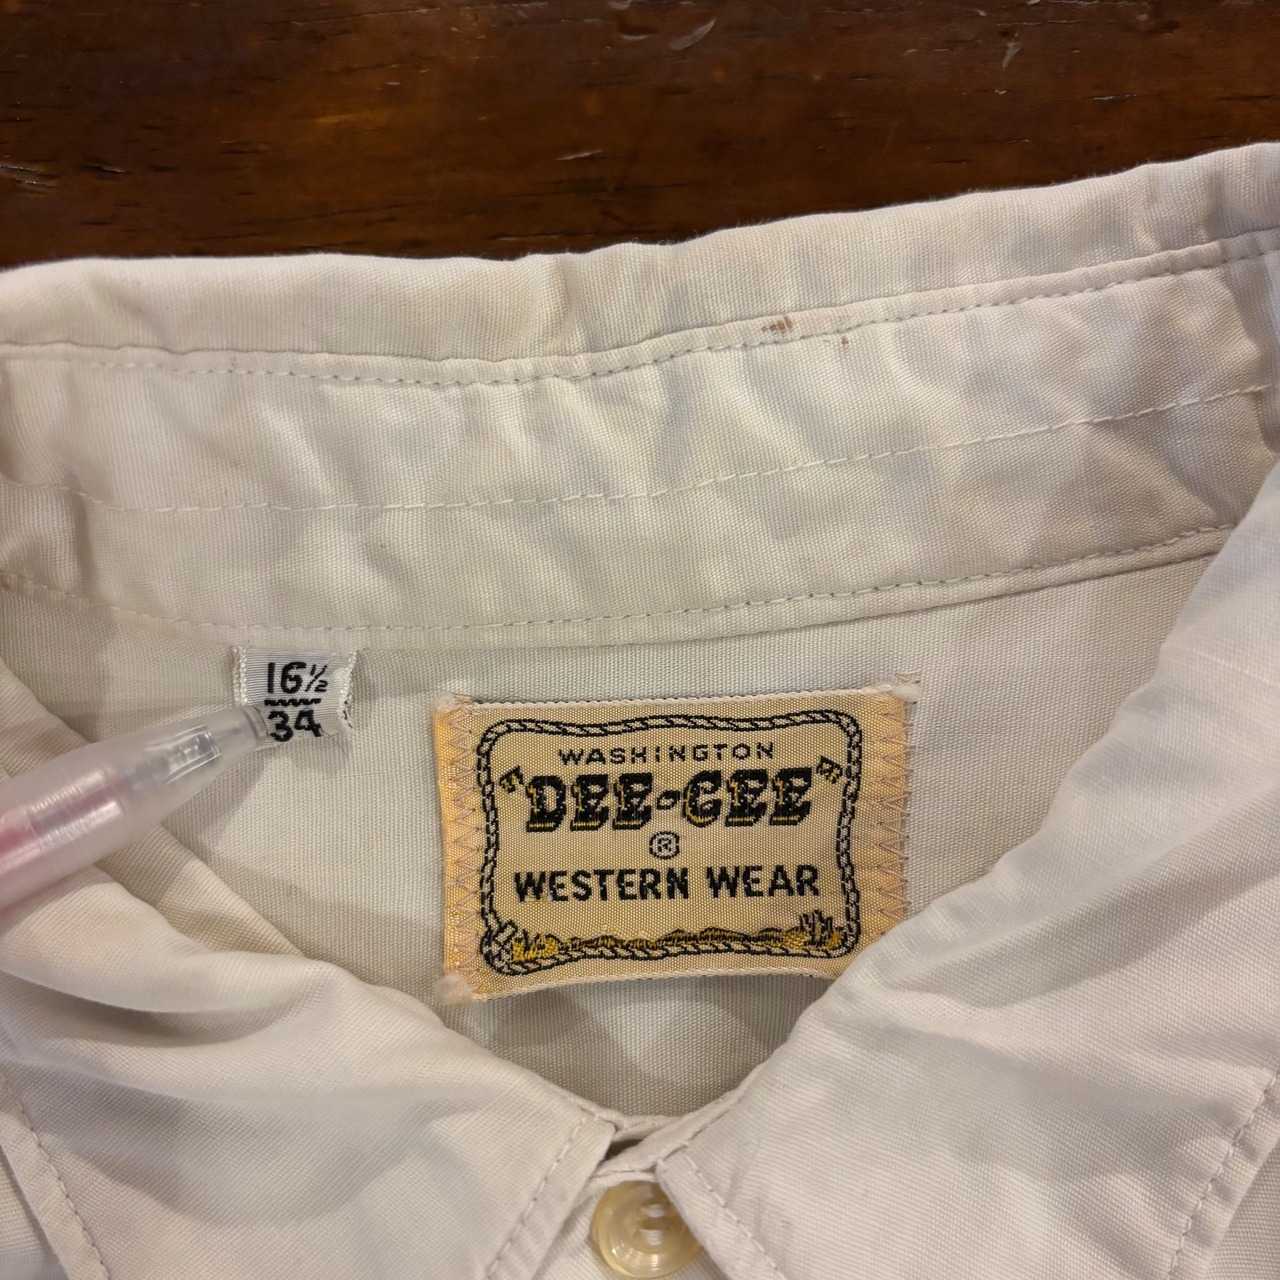 16½
34
WASHINGTON
"DEE-CEE"
®
WESTERN WEAR